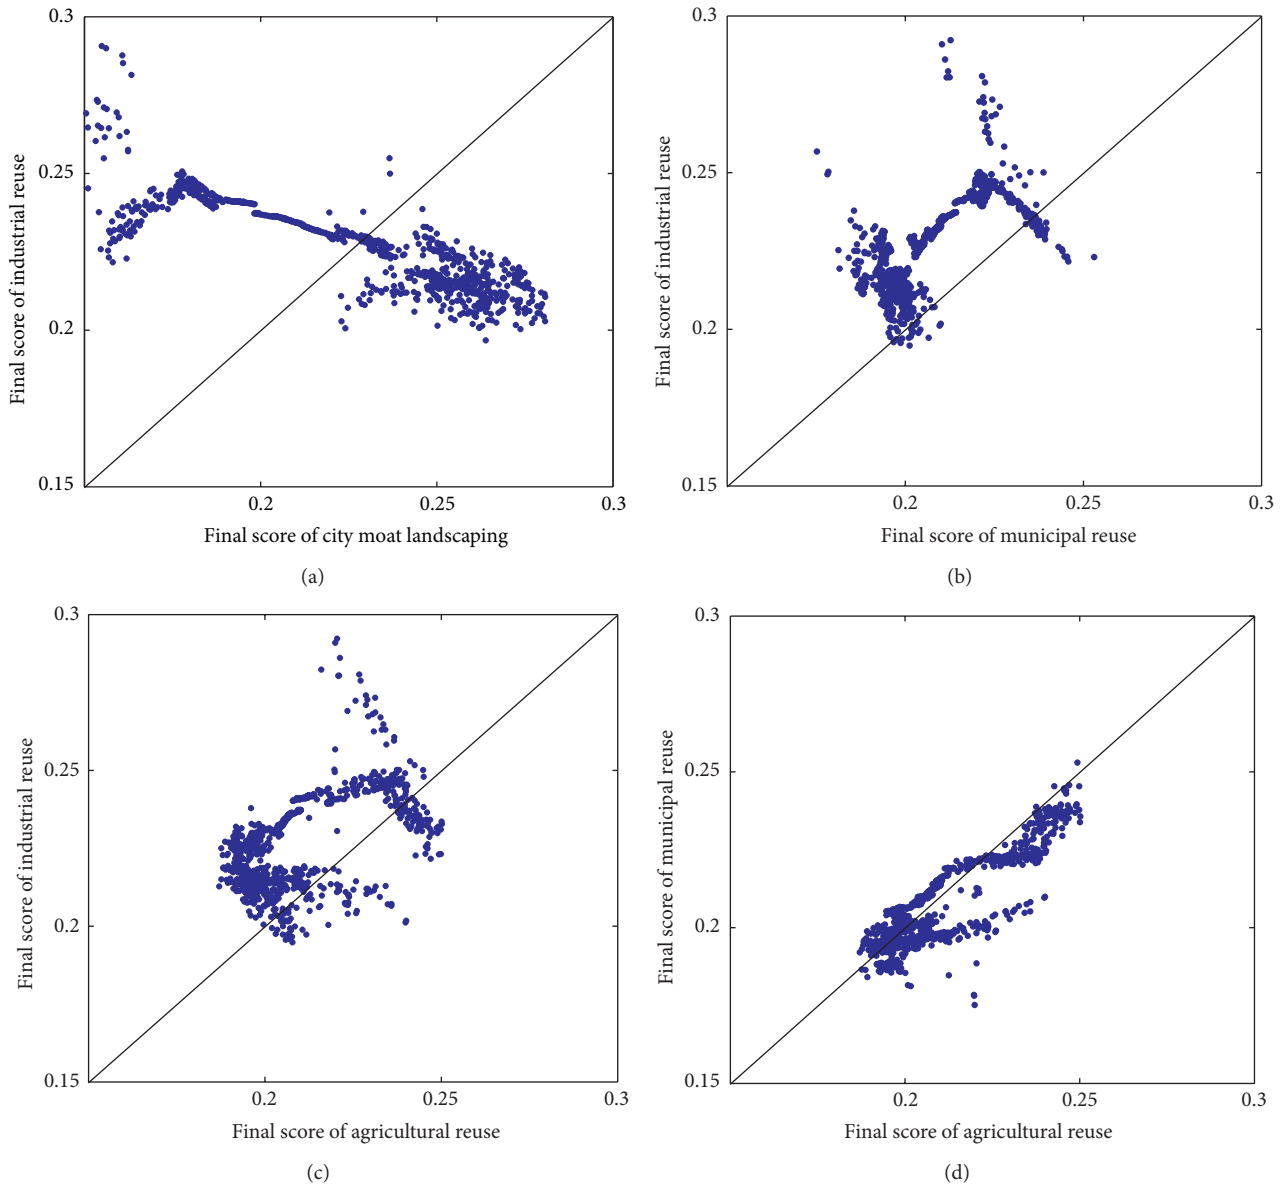 0.3
0.25
0.2
0.15
0.2 0.25 0.3
Final score of industrial reuse
Final score of city moat landscaping
(a)
0.3
0.25
0.2
0.15
0.2 0.25 0.3
Final score of industrial reuse
Final score of municipal reuse
(b)
0.3
0.25
0.2
0.15
0.2 0.25 0.3
Final score of industrial reuse
Final score of agricultural reuse
(c)
0.3
0.25
0.2
0.15
0.2 0.25 0.3
Final score of municipal reuse
Final score of agricultural reuse
(d)